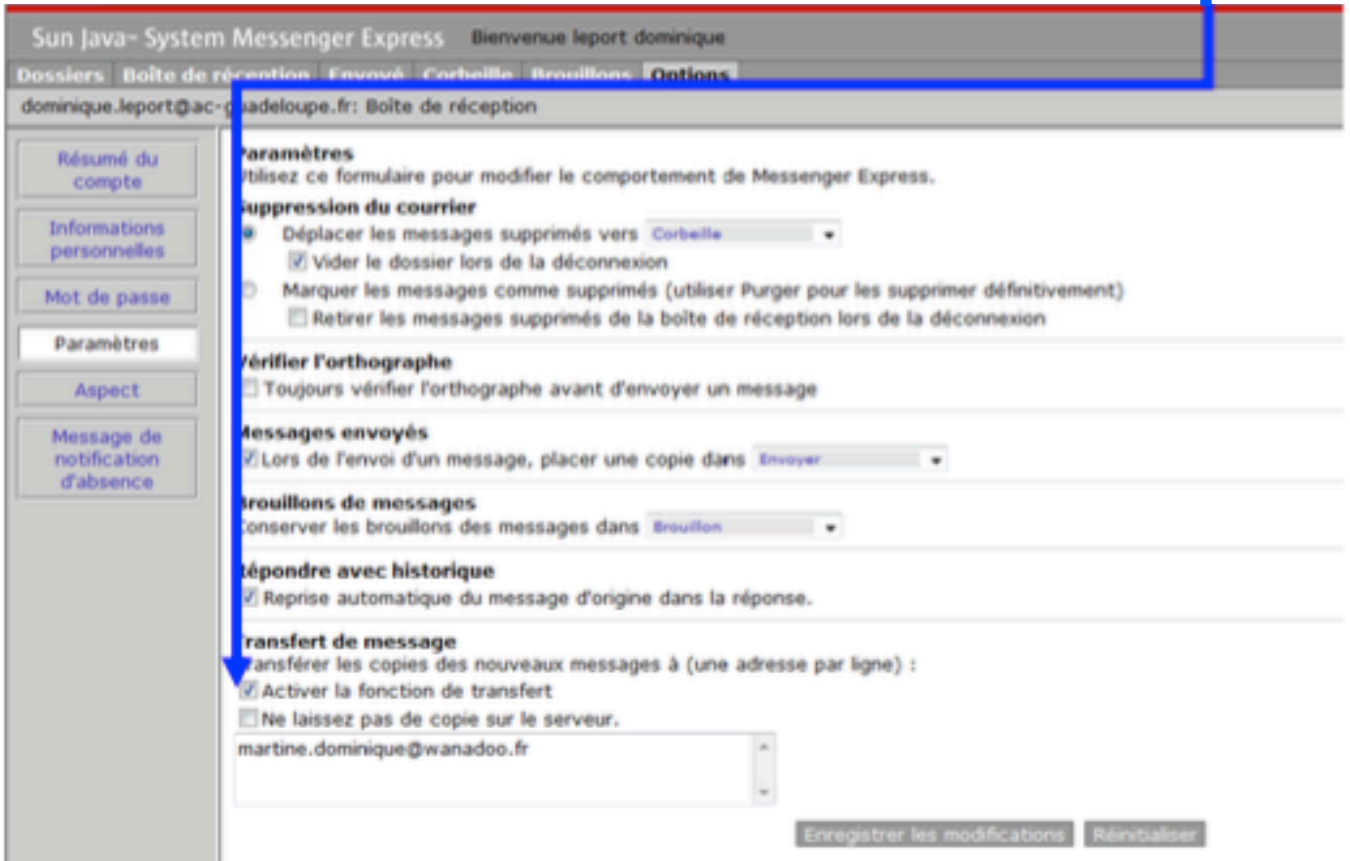 Sun Java- System Messenger Express Bienvenue leport dominique
Dossiers Boîte de réception Envoyé Corbeille Brouillons Options
dominique.leport@ac-guadeloupe.fr: Boîte de réception
Résumé du
compte
Informations
personnelles
Mot de passe
Paramètres
Aspect
Message de
notification
d'absence
Paramètres
Utilisez ce formulaire pour modifier le comportement de Messenger Express.
Suppression du courrier
Déplacer les messages supprimés vers Corbeille
Vider le dossier lors de la déconnexion
Marquer les messages comme supprimés (utiliser Purger pour les supprimer définitivement)
Retirer les messages supprimés de la boîte de réception lors de la déconnexion
Vérifier l'orthographe
Toujours vérifier l'orthographe avant d'envoyer un message
Messages envoyés
Lors de l'envoi d'un message, placer une copie dans Envoyer
Brouillons de messages
Conserver les brouillons des messages dans Brouillon
Répondre avec historique
Reprise automatique du message d'origine dans la réponse.
Transfert de message
Transférer les copies des nouveaux messages à (une adresse par ligne) :
Activer la fonction de transfert
Ne laissez pas de copie sur le serveur.
martine.dominique@wanadoo.fr
Enregistrer les modifications Réinitialiser